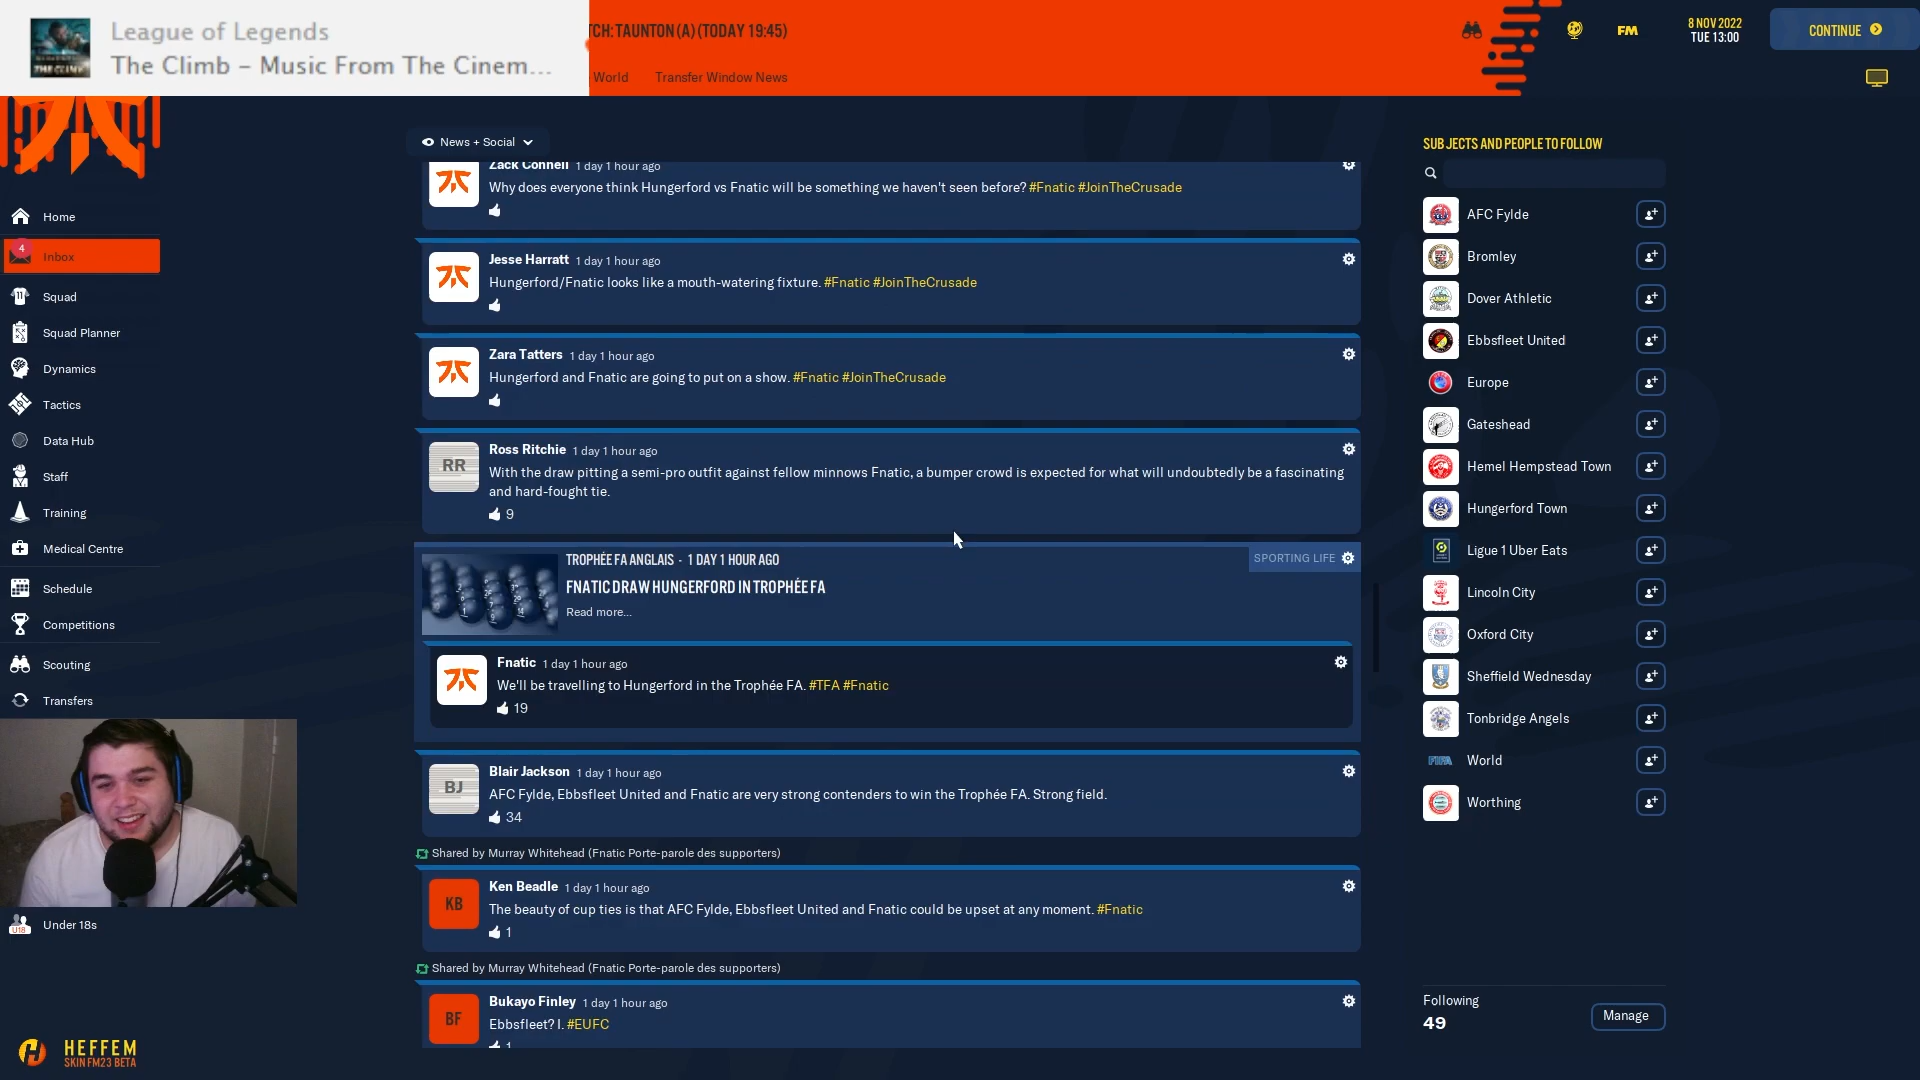 League of Legends
The Climb – Music From The Cinem...
TCH: TAUNTON (A) (TODAY 19:45)
World
Transfer Window News
FM
8 NOV 2022
TUE 13:00
CONTINUE
Home
4
Inbox
Squad
Squad Planner
Dynamics
Tactics
Data Hub
Staff
Training
Medical Centre
Schedule
Competitions
Scouting
Transfers
U18
Under 18s
HEFFEM
SKIN FM23 BETA
News + Social
Zack Connell 1 day 1 hour ago
Why does everyone think Hungerford vs Fnatic will be something we haven't seen before? #Fnatic #JoinTheCrusade
Jesse Harratt 1 day 1 hour ago
Hungerford/Fnatic looks like a mouth-watering fixture. #Fnatic #JoinTheCrusade
Zara Tatters 1 day 1 hour ago
Hungerford and Fnatic are going to put on a show. #Fnatic #JoinTheCrusade
RR
Ross Ritchie 1 day 1 hour ago
With the draw pitting a semi-pro outfit against fellow minnows Fnatic, a bumper crowd is expected for what will undoubtedly be a fascinating
and hard-fought tie.
9
TROPHÉE FA ANGLAIS - 1 DAY 1 HOUR AGO
SPORTING LIFE
FNATIC DRAW HUNGERFORD IN TROPHÉE FA
Read more...
Fnatic 1 day 1 hour ago
We'll be travelling to Hungerford in the Trophée FA. #TFA #Fnatic
19
BJ
Blair Jackson 1 day 1 hour ago
AFC Fylde, Ebbsfleet United and Fnatic are very strong contenders to win the Trophée FA. Strong field.
34
Shared by Murray Whitehead (Fnatic Porte-parole des supporters)
KB
Ken Beadle 1 day 1 hour ago
The beauty of cup ties is that AFC Fylde, Ebbsfleet United and Fnatic could be upset at any moment. #Fnatic
1
Shared by Murray Whitehead (Fnatic Porte-parole des supporters)
BF
Bukayo Finley 1 day 1 hour ago
Ebbsfleet? I. #EUFC
1
SUBJECTS AND PEOPLE TO FOLLOW
AFC Fylde
Bromley
Dover Athletic
Ebbsfleet United
Europe
Gateshead
Hemel Hempstead Town
Hungerford Town
Ligue 1 Uber Eats
Lincoln City
Oxford City
Sheffield Wednesday
Tonbridge Angels
FIFA
World
Worthing
Following
49
Manage